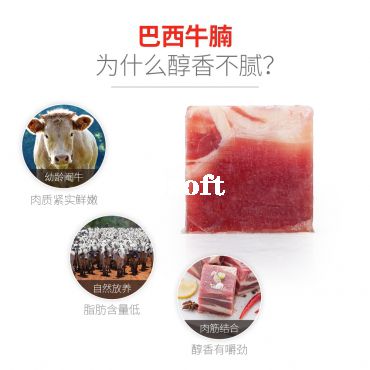 巴西牛腩
为什么醇香不腻?
幼龄阉牛
肉质紧实鲜嫩
oft
自然放养
脂肪含量低
肉筋结合
醇香有嚼劲